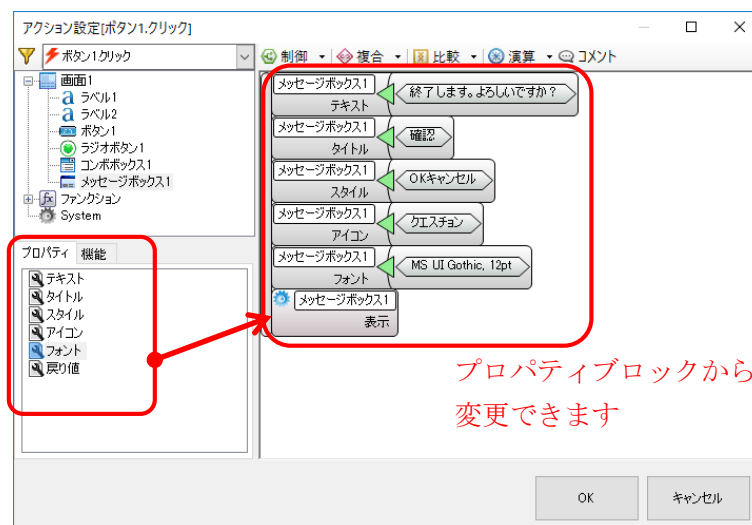 アクション設定[ボタン1.クリック]
ボタン1.クリック
制御 複合 比較 演算 コメント
画面1
ラベル1
ラベル2
ボタン1
ラジオボタン1
コンボボックス1
メッセージボックス1
ファンクション
System
プロパティ 機能
テキスト
タイトル
スタイル
アイコン
フォント
戻り値
メッセージボックス1
テキスト
終了します。よろしいですか？
メッセージボックス1
タイトル
確認
メッセージボックス1
スタイル
OKキャンセル
メッセージボックス1
アイコン
クエスチョン
メッセージボックス1
フォント
MS UI Gothic, 12pt
メッセージボックス1
表示
プロパティブロックから
変更できます
OK キャンセル